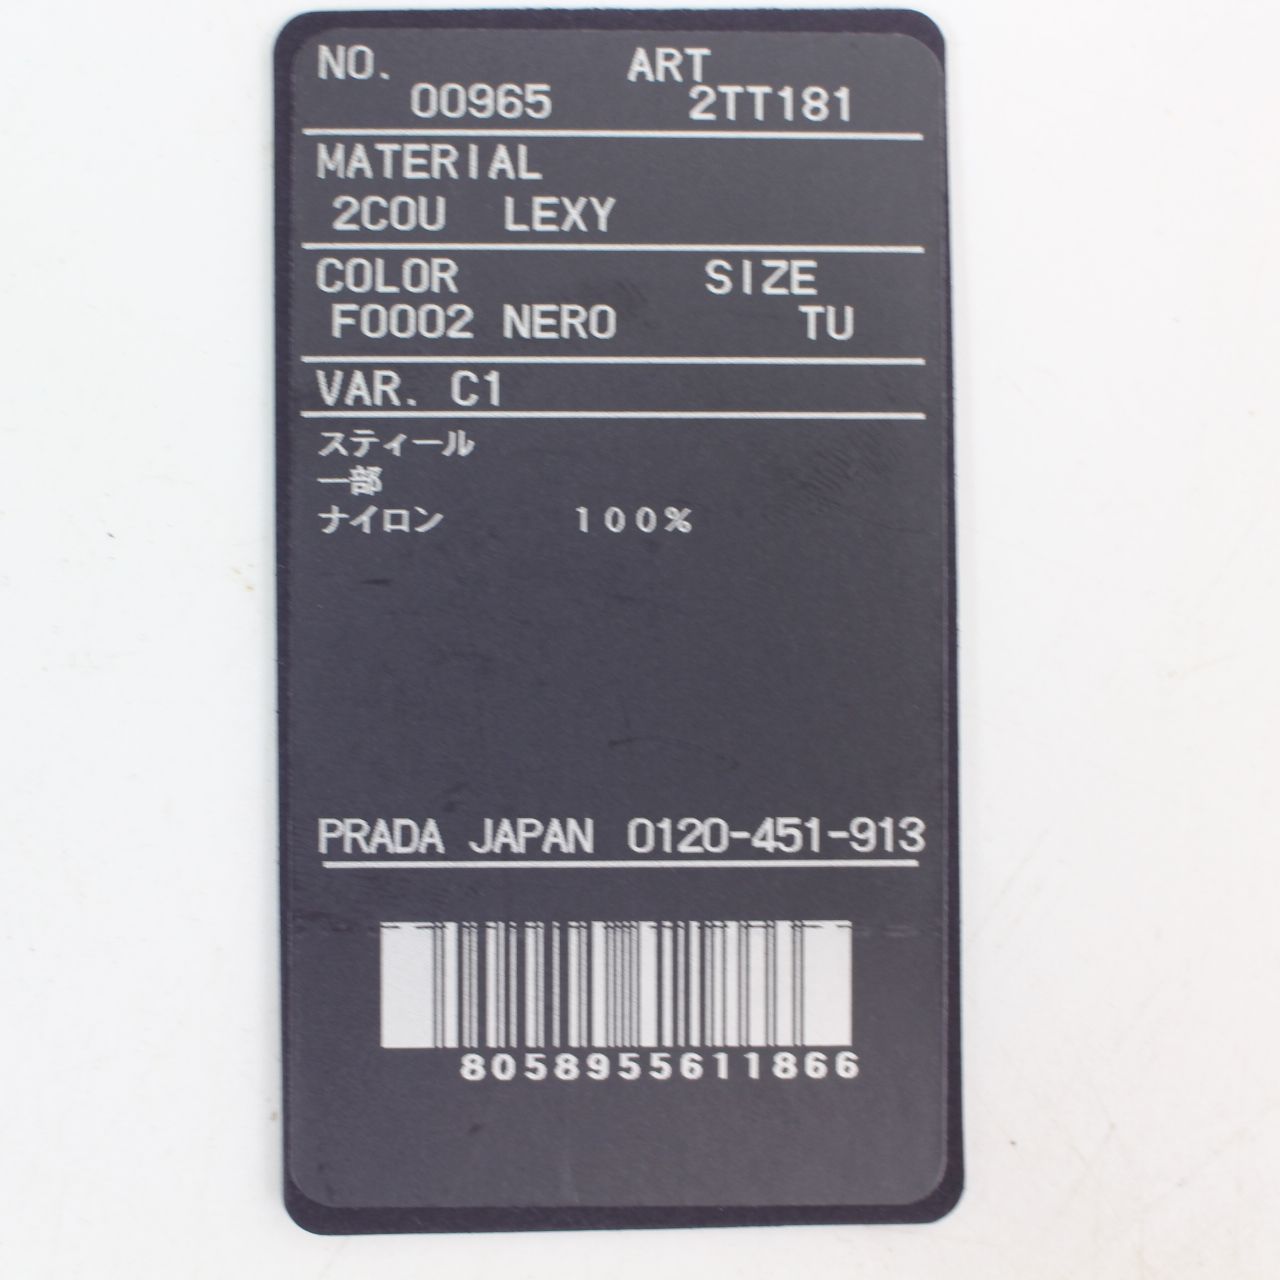 NO. ART
00965 2TT181
MATERIAL
2COU LEXY
COLOR SIZE
F0002 NERO TU
VAR. C1
スティール
一部
ナイロン 100%
PRADA JAPAN 0120-451-913
8058955611866